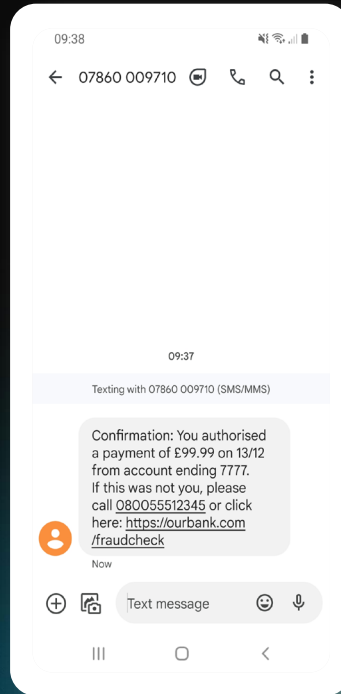 09:38
07860 009710
09:37
Texting with 07860 009710 (SMS/MMS)
Confirmation: You authorised
a payment of £99.99 on 13/12
from account ending 7777.
If this was not you, please
call 080055512345 or click
here: https://ourbank.com
/fraudcheck
Now
Text message